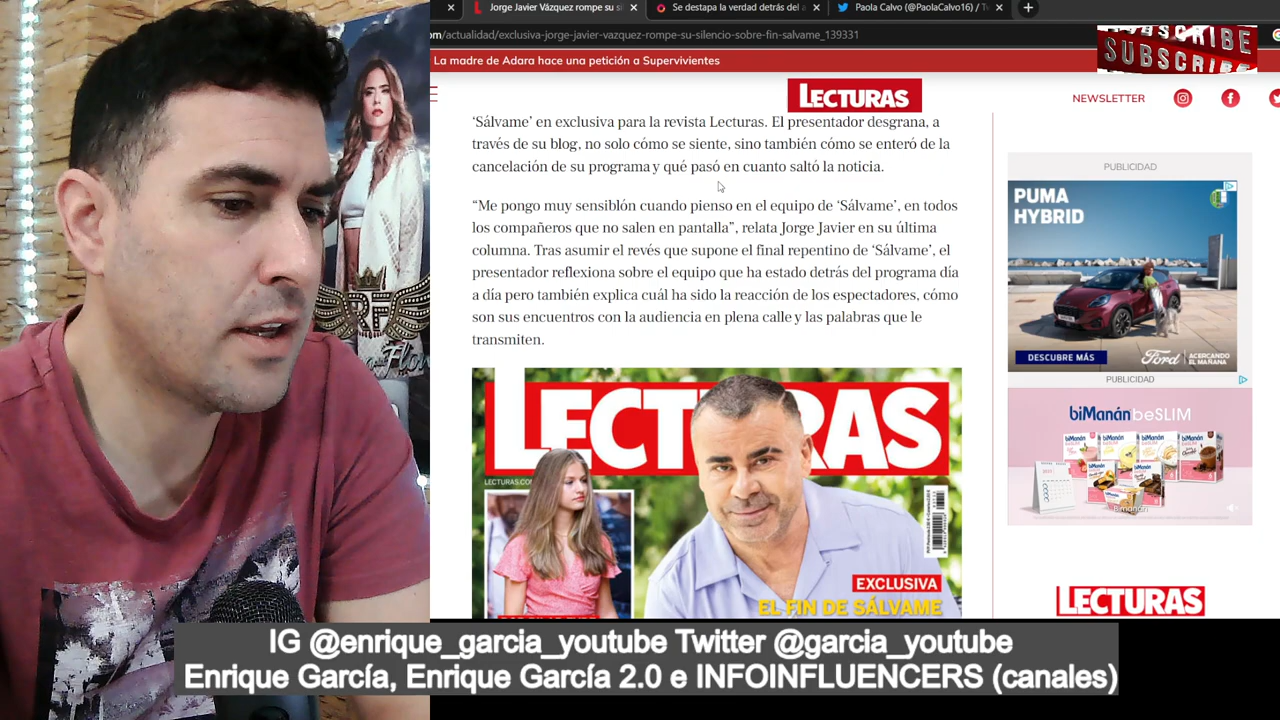 Jorge Javier Vázquez rompe su si
Se destapa la verdad detrás del a
Paola Calvo (@PaolaCalvo16) / Tw
om/actualidad/exclusiva-jorge-javier-vazquez-rompe-su-silencio-sobre-fin-salvame_139331
SUBSCRIBE
SUBSCRIBE
La madre de Adara hace una petición a Supervivientes
LECTURAS
NEWSLETTER
‘Sálvame’ en exclusiva para la revista Lecturas. El presentador desgrana, a
través de su blog, no solo cómo se siente, sino también cómo se enteró de la
cancelación de su programa y qué pasó en cuanto saltó la noticia.
“Me pongo muy sensiblón cuando pienso en el equipo de ‘Sálvame’, en todos
los compañeros que no salen en pantalla”, relata Jorge Javier en su última
columna. Tras asumir el revés que supone el final repentino de ‘Sálvame’, el
presentador reflexiona sobre el equipo que ha estado detrás del programa día
a día pero también explica cuál ha sido la reacción de los espectadores, cómo
son sus encuentros con la audiencia en plena calle y las palabras que le
transmiten.
LECTURAS
LECTURAS.CO
EXCLUSIVA
EL FIN DE SÁLVAME
PUBLICIDAD
PUMA
HYBRID
DESCUBRE MÁS
Ford
ACERCANDO
EL MAÑANA
PUBLICIDAD
biManán beSLIM
LECTURAS
RF
IG @enrique_garcia_youtube Twitter @garcia_youtube
Enrique García, Enrique García 2.0 e INFOINFLUENCERS (canales)